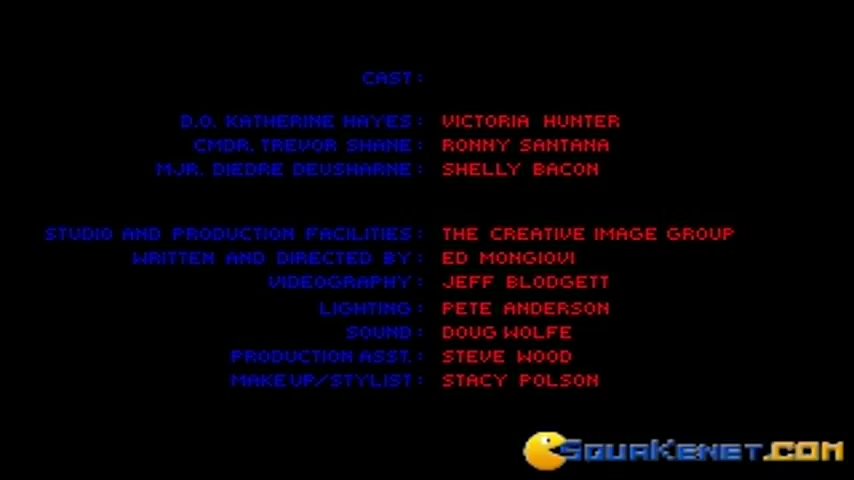 CAST:
D.O. KATHERINE HAYES: VICTORIA HUNTER
CMDR. TREVOR SHANE: RONNY SANTANA
MJR. DIEDRE DEUSHARNE: SHELLY BACON
STUDIO AND PRODUCTION FACILITIES: THE CREATIVE IMAGE GROUP
WRITTEN AND DIRECTED BY: ED MONGIOVI
VIDEOGRAPHY: JEFF BLODGETT
LIGHTING: PETE ANDERSON
SOUND: DOUG WOLFE
PRODUCTION ASST.: STEVE WOOD
MAKEUP/STYLIST: STACY POLSON
SQUAKENET.COM